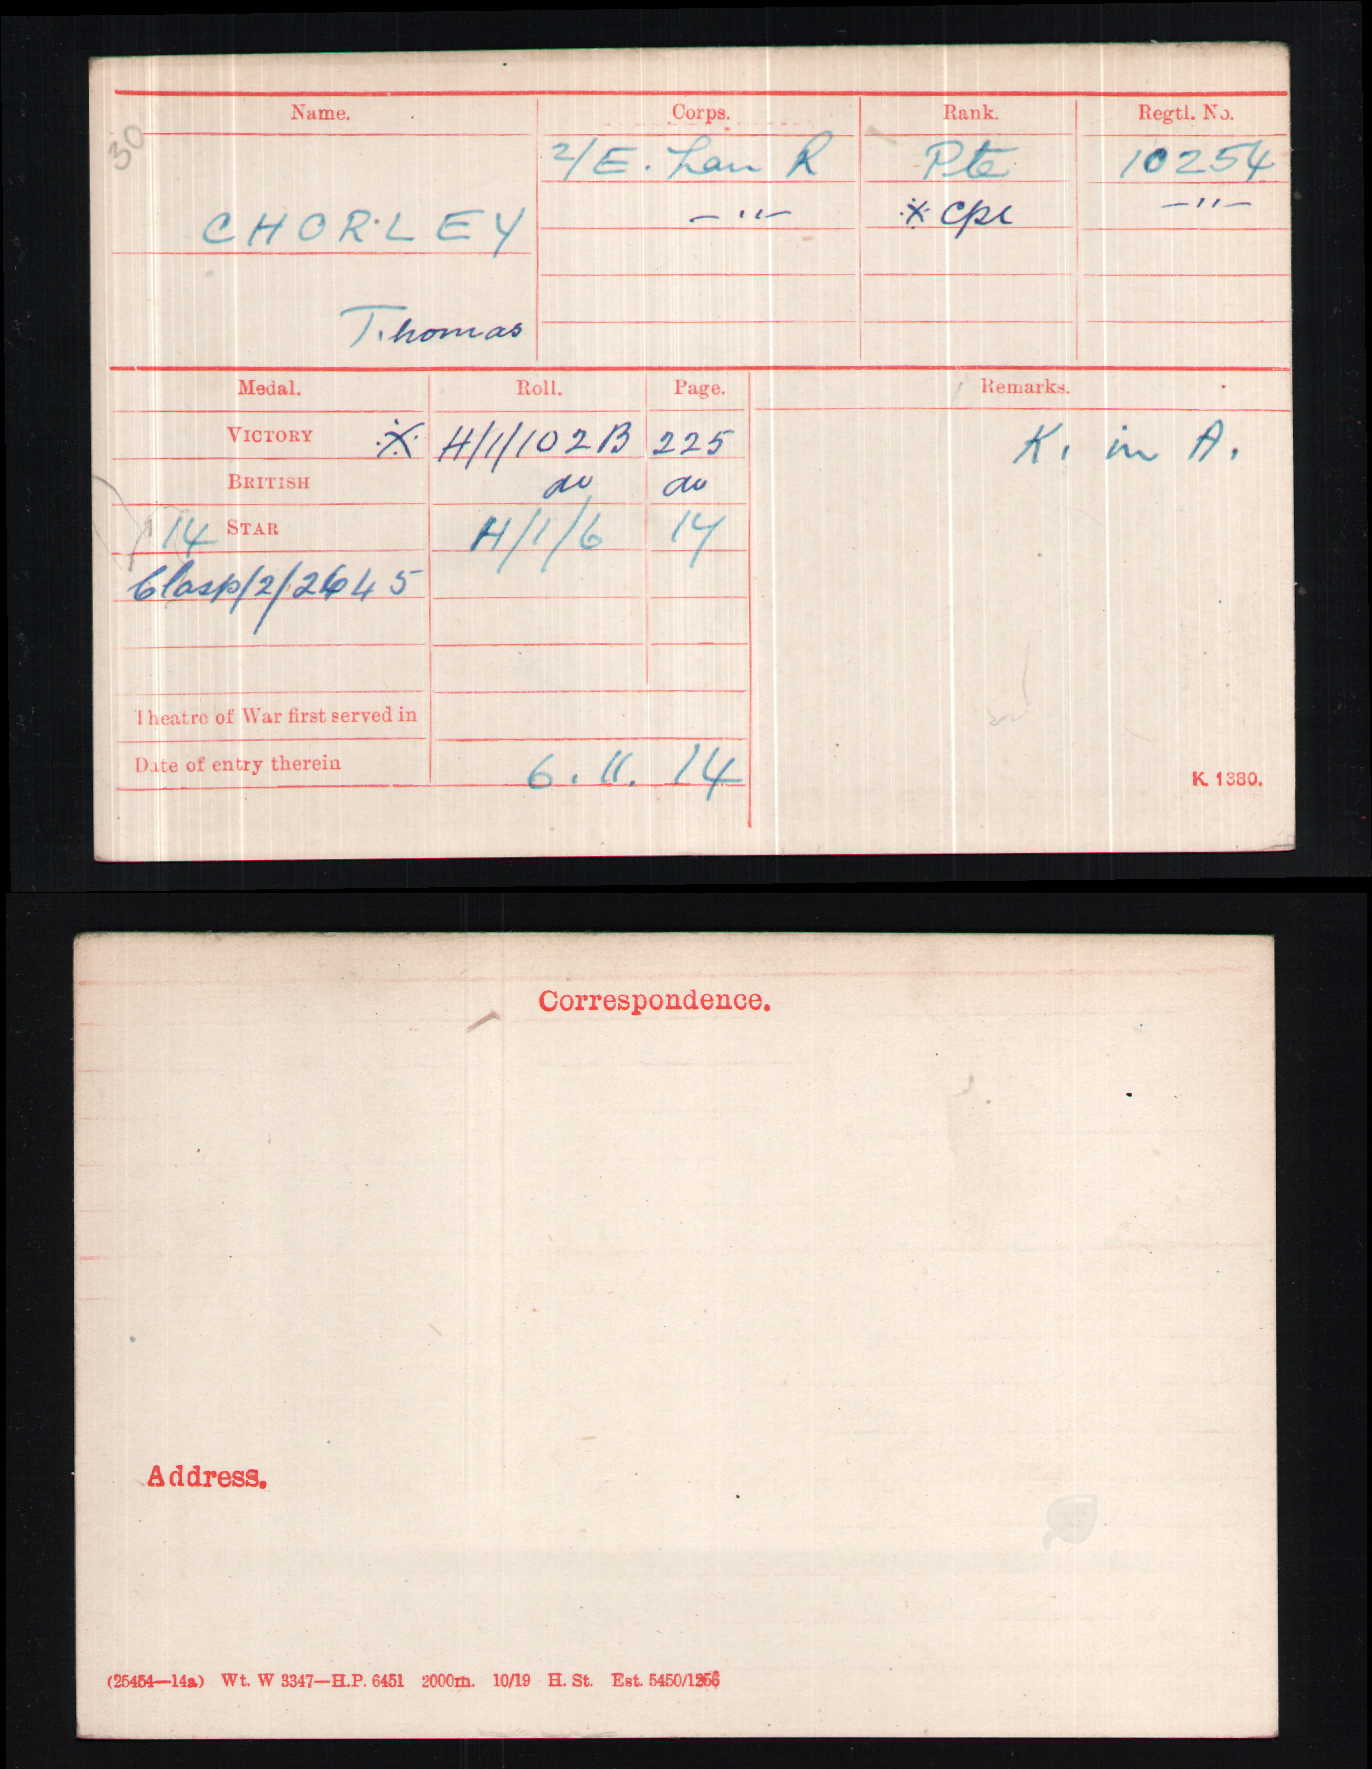 Name. Corps. Rank. Regtl. No.
30
2/E. Lan R Pte 10254
CHORLEY —"— ※ Cpl —"—
Thomas
Medal. Roll. Page. Remarks.
VICTORY ※ H/1/102B 225 K. in A.
BRITISH do do
14 STAR H/1/6 14
Clasp/2/2645
Theatre of War first served in
Date of entry therein 6.11.14
K. 1380.
Correspondence.
Address.
(25454—14a) Wt. W 3347—H.P. 6451 2000m. 10/19 H. St. Est. 5450/1256